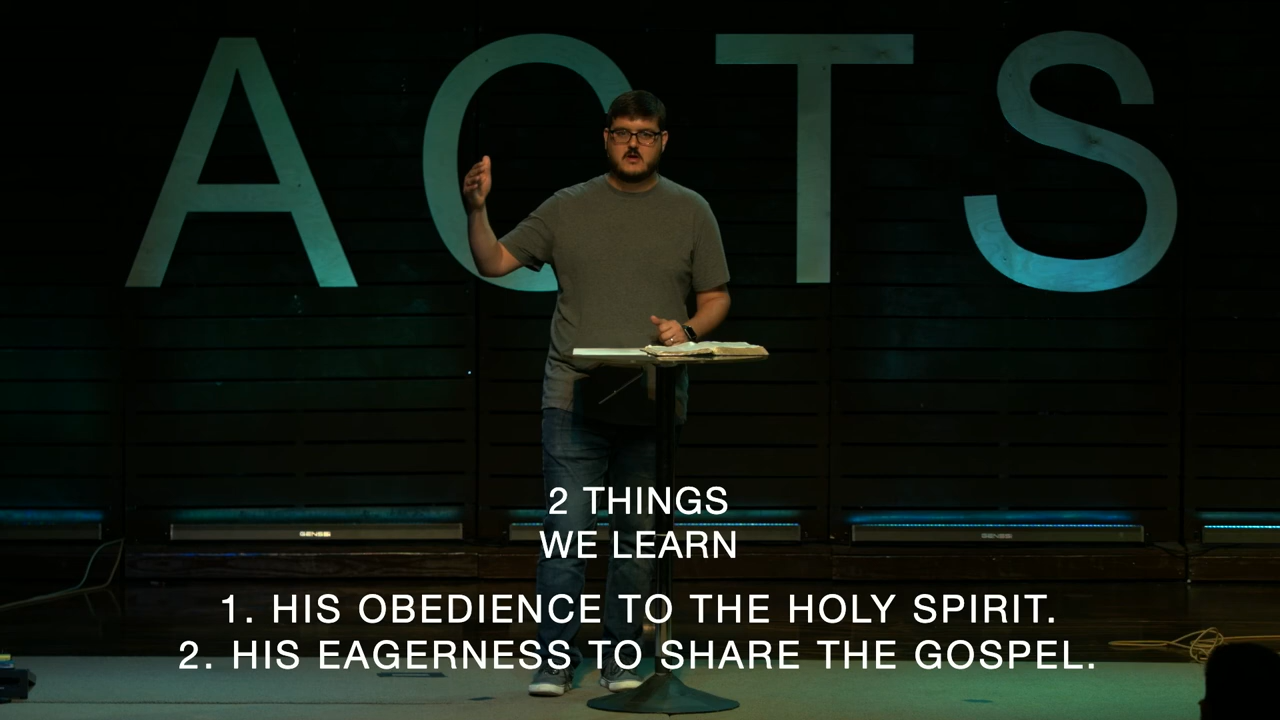 ACTS
2 THINGS
WE LEARN
1. HIS OBEDIENCE TO THE HOLY SPIRIT.
2. HIS EAGERNESS TO SHARE THE GOSPEL.